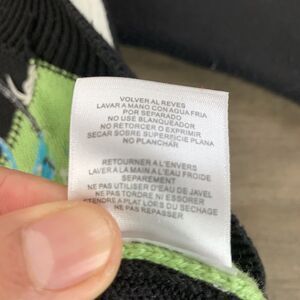 VOLVER AL REVES
LAVAR A MANO CON AQUA FRIA
POR SEPARADO
NO USE BLANQUEADOR
NO RETORCER O EXPRIMIR
SECAR SOBRE SUPERFICIE PLANA
NO PLANCHAR
RETOURNER A L'ENVERS
LAVER A LA MAIN A L'EAU FROIDE
SEPAREMENT
NE PAS UTILISER D'EAU DE JAVEL
NE PAS TORDRE NI ESSORER
ETENDRE A PLAT LORS DU SECHAGE
NE PAS REPASSER